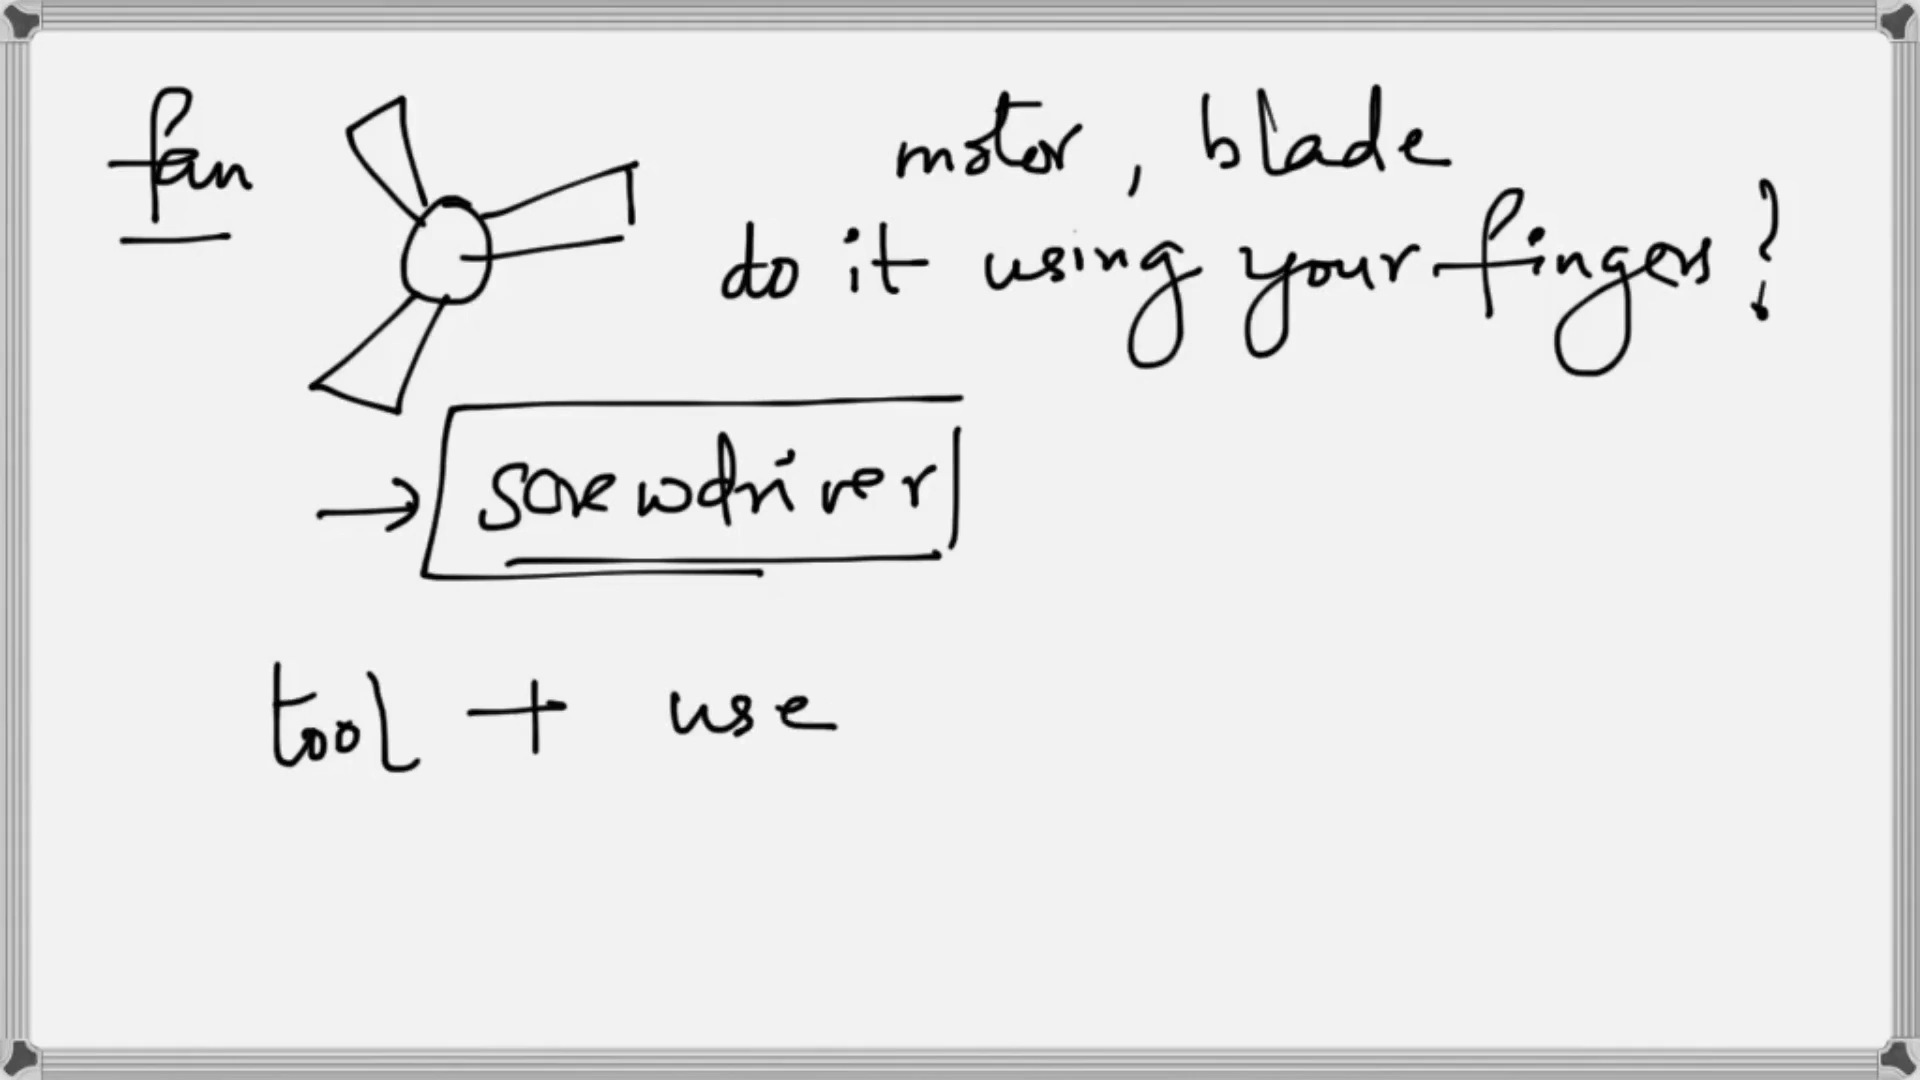 fan
motor, blade
do it using your fingers?
→ screwdriver
tool + use